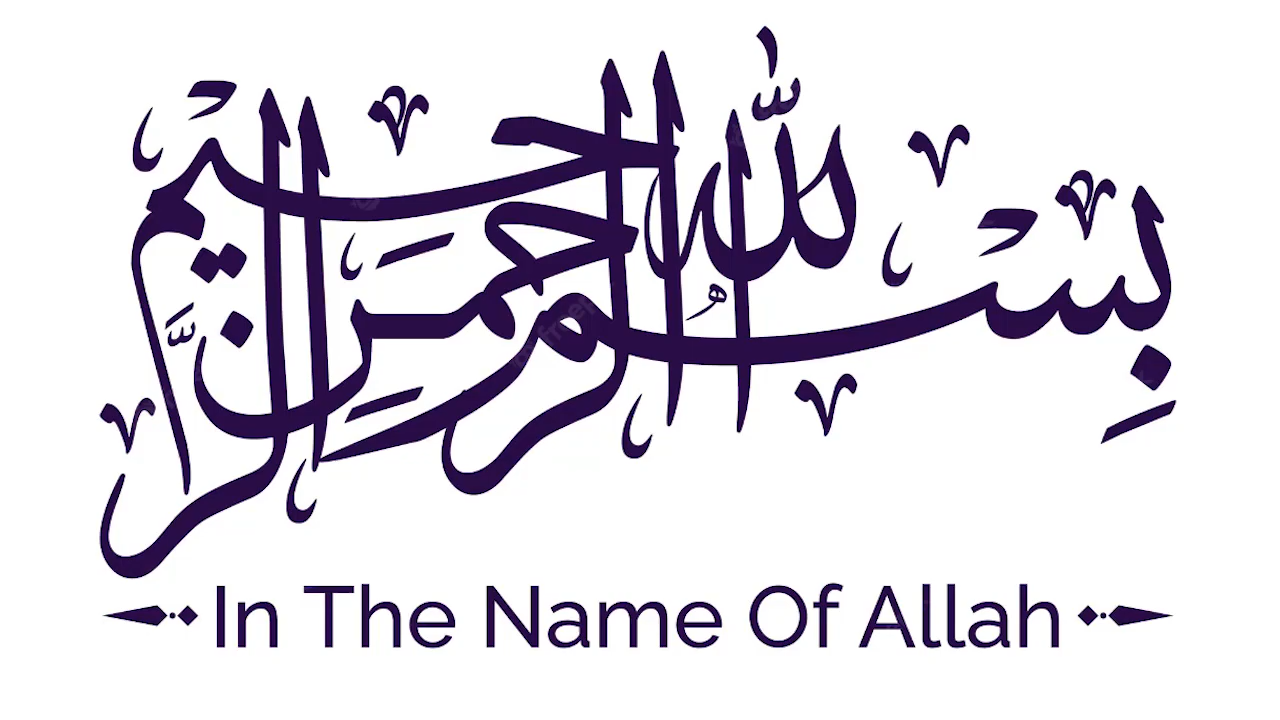 بِسْمِ اللّٰهِ الرَّحْمٰنِ الرَّحِيْمِ
In The Name Of Allah